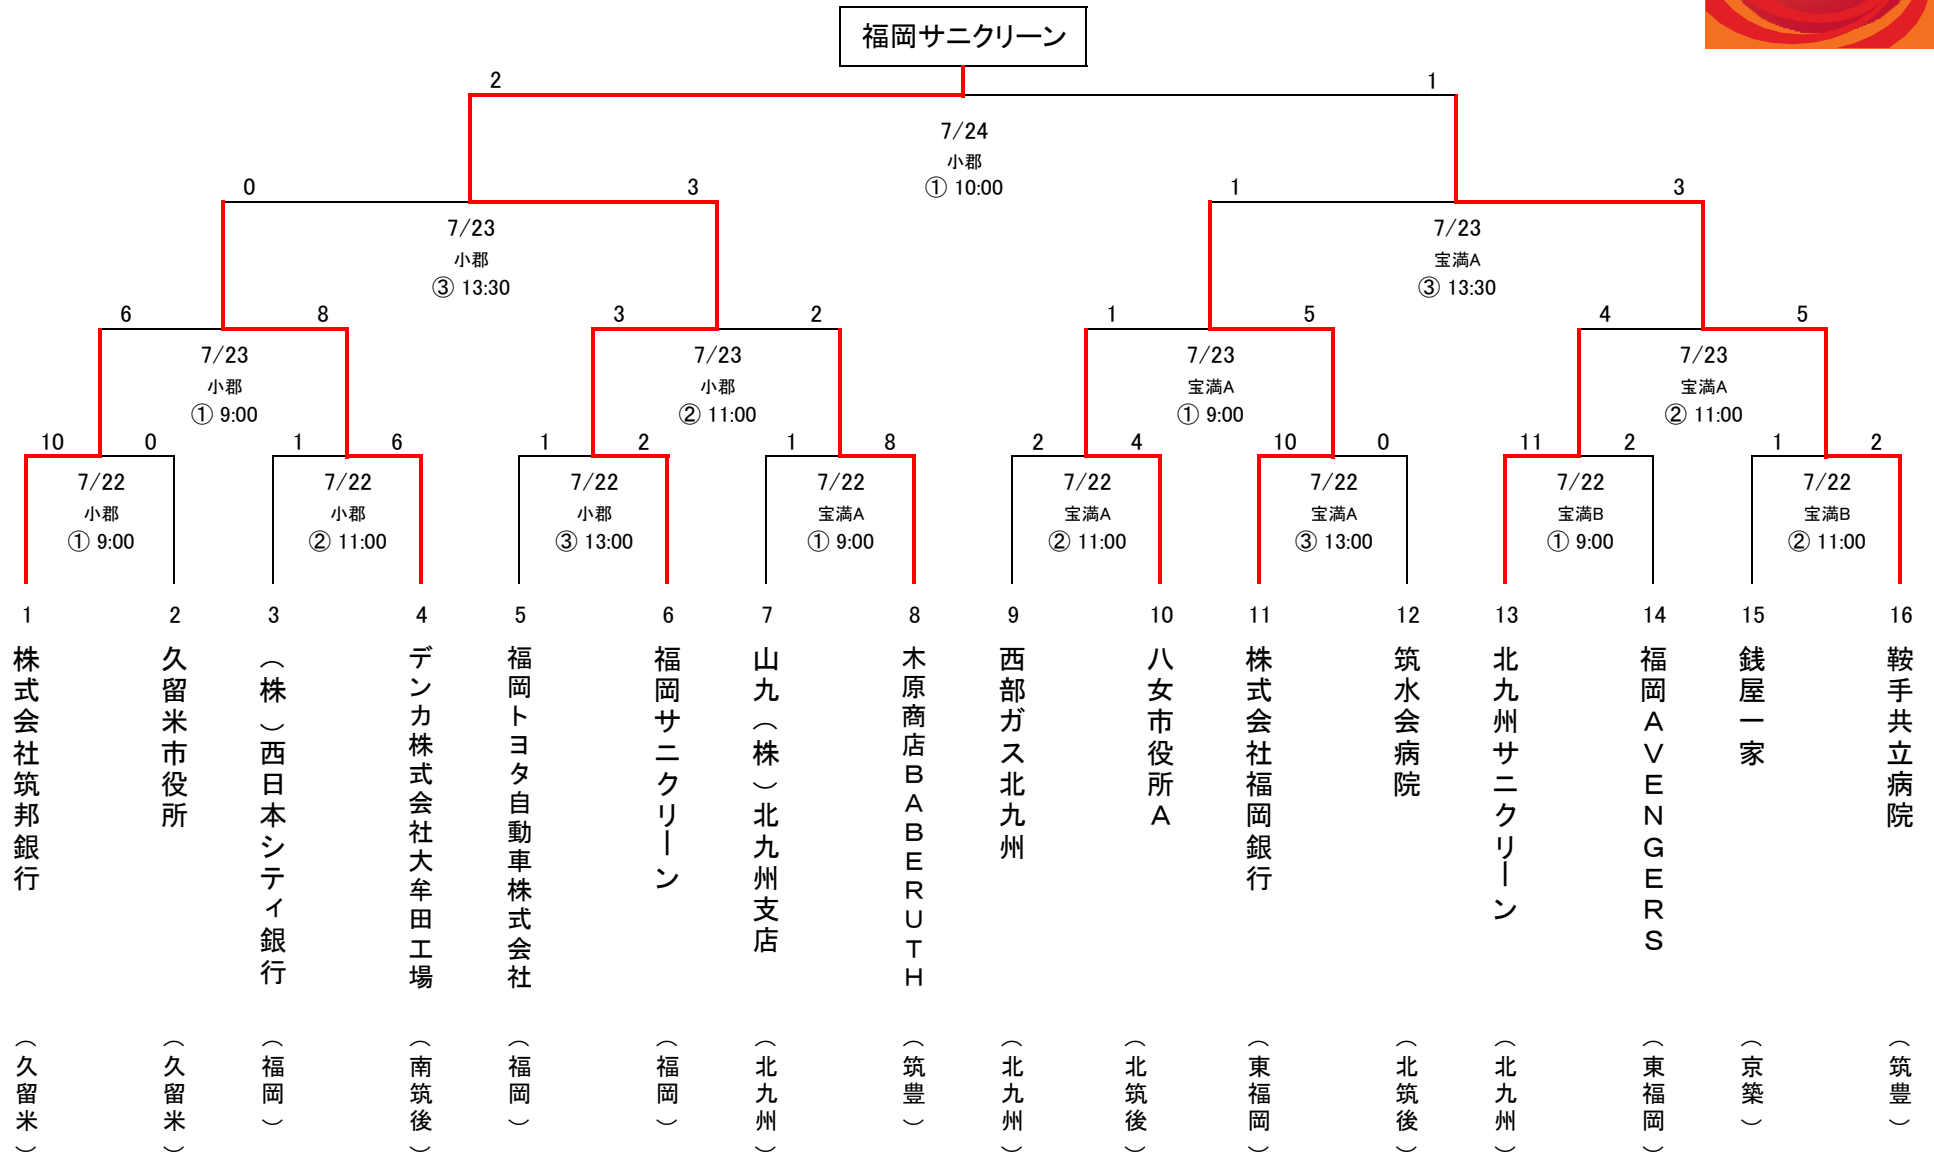 福岡サニクリーン
2 1
7/24
小郡
① 10:00
0 3 1 3
7/23 7/23
小郡 宝満A
③ 13:30 ③ 13:30
6 8 3 2 1 5 4 5
7/23 7/23 7/23 7/23
小郡 小郡 宝満A 宝満A
① 9:00 ② 11:00 ① 9:00 ② 11:00
10 0 1 6 1 2 1 8 2 4 10 0 11 2 1 2
7/22 7/22 7/22 7/22 7/22 7/22 7/22 7/22
小郡 小郡 小郡 宝満A 宝満A 宝満A 宝満B 宝満B
① 9:00 ② 11:00 ③ 13:00 ① 9:00 ② 11:00 ③ 13:00 ① 9:00 ② 11:00
1 2 3 4 5 6 7 8 9 10 11 12 13 14 15 16
株式会社筑邦銀行
久留米市役所
（株）西日本シティ銀行
デンカ株式会社大牟田工場
福岡トヨタ自動車株式会社
福岡サニクリーン
山九（株）北九州支店
木原商店ＢＡＢＥＲＵＴＨ
西部ガス北九州
八女市役所Ａ
株式会社福岡銀行
筑水会病院
北九州サニクリーン
福岡ＡＶＥＮＧＥＲＳ
銭屋一家
鞍手共立病院
（久留米）
（久留米）
（福岡）
（南筑後）
（福岡）
（福岡）
（北九州）
（筑豊）
（北九州）
（北筑後）
（東福岡）
（北筑後）
（北九州）
（東福岡）
（京築）
（筑豊）